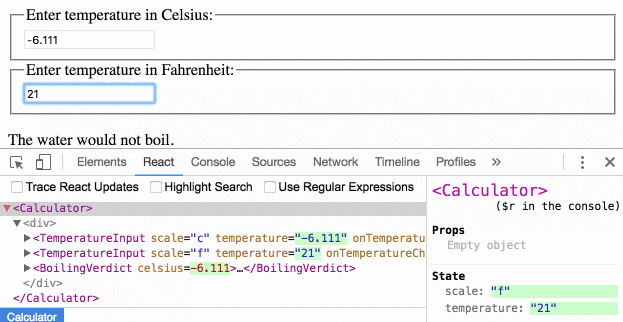 Enter temperature in Celsius:
-6.111
Enter temperature in Fahrenheit:
21
The water would not boil.
Elements React Console Sources Network Timeline Profiles »
Trace React Updates Highlight Search Use Regular Expressions
<Calculator>
<div>
<TemperatureInput scale="c" temperature="-6.111" onTemperatu
<TemperatureInput scale="f" temperature="21" onTemperatureCh
<BoilingVerdict celsius=-6.111>…</BoilingVerdict>
</div>
</Calculator>
Calculator
<Calculator>
($r in the console)
Props
Empty object
State
scale: "f"
temperature: "21"